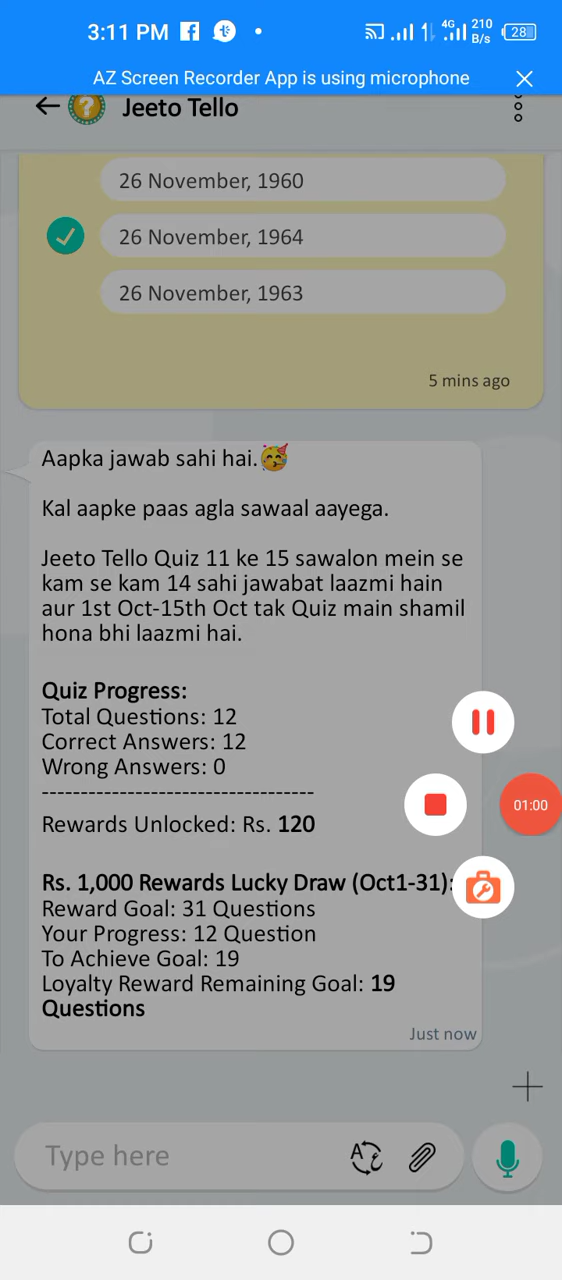 3:11 PM
4G 210 B/s 28
AZ Screen Recorder App is using microphone
Jeeto Tello
26 November, 1960
26 November, 1964
26 November, 1963
5 mins ago
Aapka jawab sahi hai.🥳
Kal aapke paas agla sawaal aayega.
Jeeto Tello Quiz 11 ke 15 sawalon mein se
kam se kam 14 sahi jawabat laazmi hain
aur 1st Oct-15th Oct tak Quiz main shamil
hona bhi laazmi hai.
Quiz Progress:
Total Questions: 12
Correct Answers: 12
Wrong Answers: 0
----------------------------------
Rewards Unlocked: Rs. 120
01:00
Rs. 1,000 Rewards Lucky Draw (Oct1-31):
Reward Goal: 31 Questions
Your Progress: 12 Question
To Achieve Goal: 19
Loyalty Reward Remaining Goal: 19
Questions
Just now
Type here